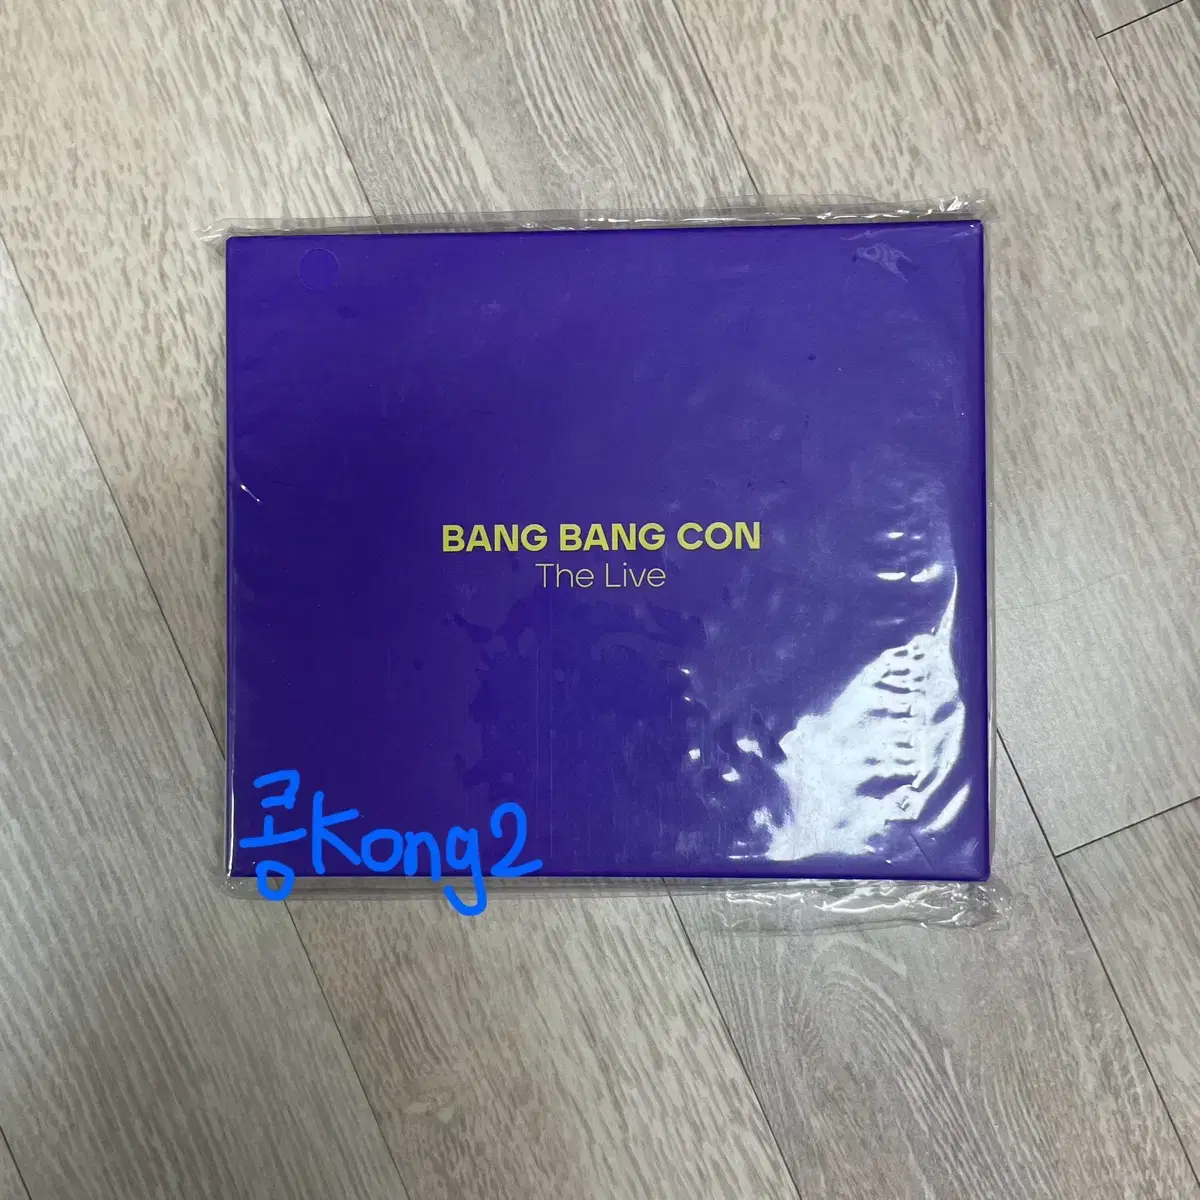 BANG BANG CON
The Live
콩Kong2